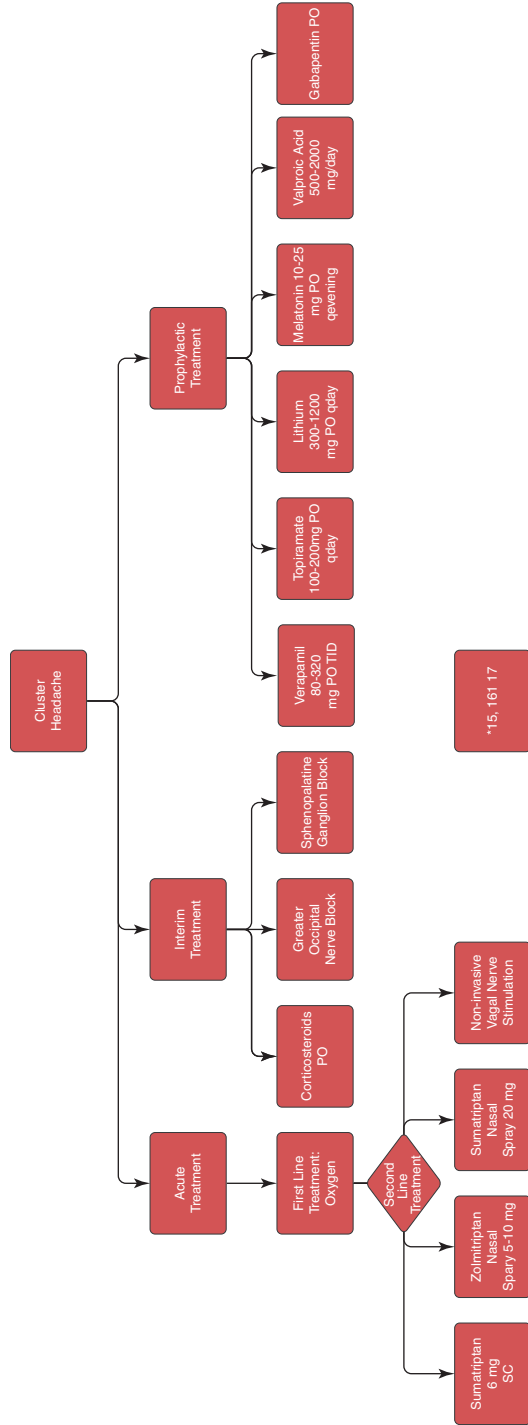 Cluster
Headache
Acute
Treatment
Interim
Treatment
Prophylactic
Treatment
First Line
Treatment:
Oxygen
Corticosteroids
PO
Greater
Occipital
Nerve Block
Sphenopalatine
Ganglion Block
Verapamil
80-320
mg PO TID
Topiramate
100-200mg PO
qday
Lithium
300-1200
mg PO qday
Melatonin 10-25
mg PO
qevening
Valproic Acid
500-2000
mg/day
Gabapentin PO
Second
Line
Treatment
Sumatriptan
6 mg
SC
Zolmitriptan
Nasal
Spary 5-10 mg
Sumatriptan
Nasal
Spray 20 mg
Non-invasive
Vagal Nerve
Stimulation
*15, 161 17